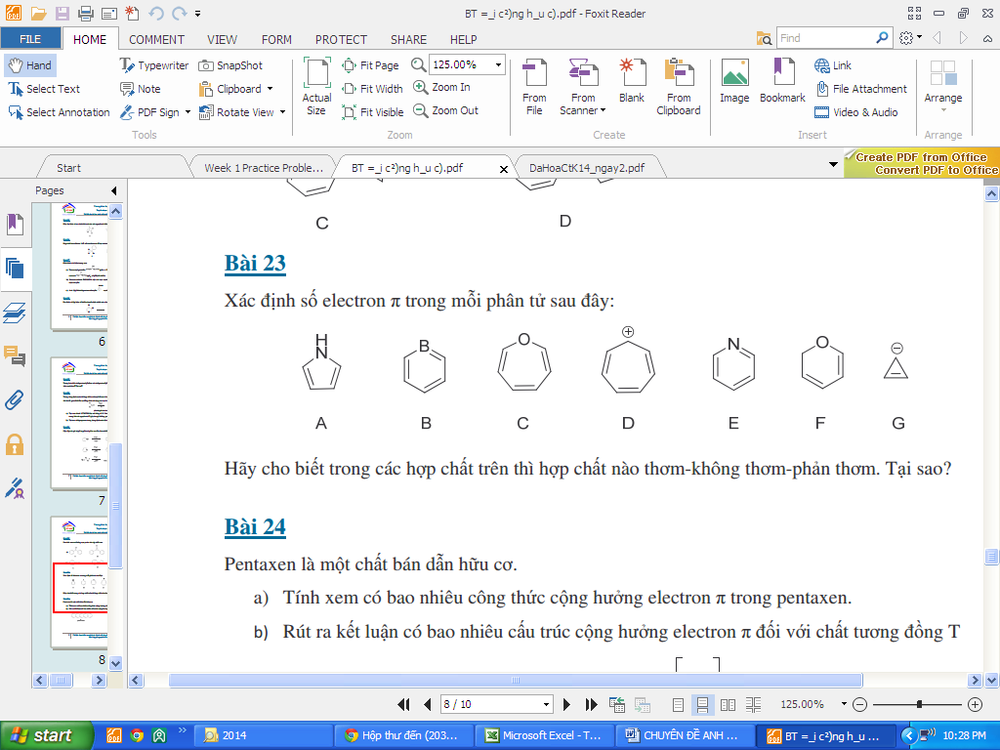 BT =_i c²)ng h_u c).pdf - Foxit Reader
FILE HOME COMMENT VIEW FORM PROTECT SHARE HELP
Find
Hand Typewriter SnapShot
Select Text Note Clipboard
Select Annotation PDF Sign Rotate View
Tools
Actual Size
Fit Page 125.00%
Fit Width Zoom In
Fit Visible Zoom Out
Zoom
From File
From Scanner
Blank
From Clipboard
Create
Image
Bookmark
Link
File Attachment
Video & Audio
Insert
Arrange
Arrange
Start Week 1 Practice Proble... BT =_i c²)ng h_u c).pdf DaHoaCtK14_ngay2.pdf
Create PDF from Office
Convert PDF to Office
Pages
6
7
8
C D
Bài 23
Xác định số electron π trong mỗi phân tử sau đây:
H
N B O ⊕ N O ⊖
A B C D E F G
Hãy cho biết trong các hợp chất trên thì hợp chất nào thơm-không thơm-phản thơm. Tại sao?
Bài 24
Pentaxen là một chất bán dẫn hữu cơ.
a) Tính xem có bao nhiêu công thức cộng hưởng electron π trong pentaxen.
b) Rút ra kết luận có bao nhiêu cấu trúc cộng hưởng electron π đối với chất tương đồng T
8 / 10 125.00%
start 2014 Hộp thư đến (203... Microsoft Excel - T... CHUYÊN ĐỀ ANH ... BT =_i c²)ng h_u ... 10:28 PM